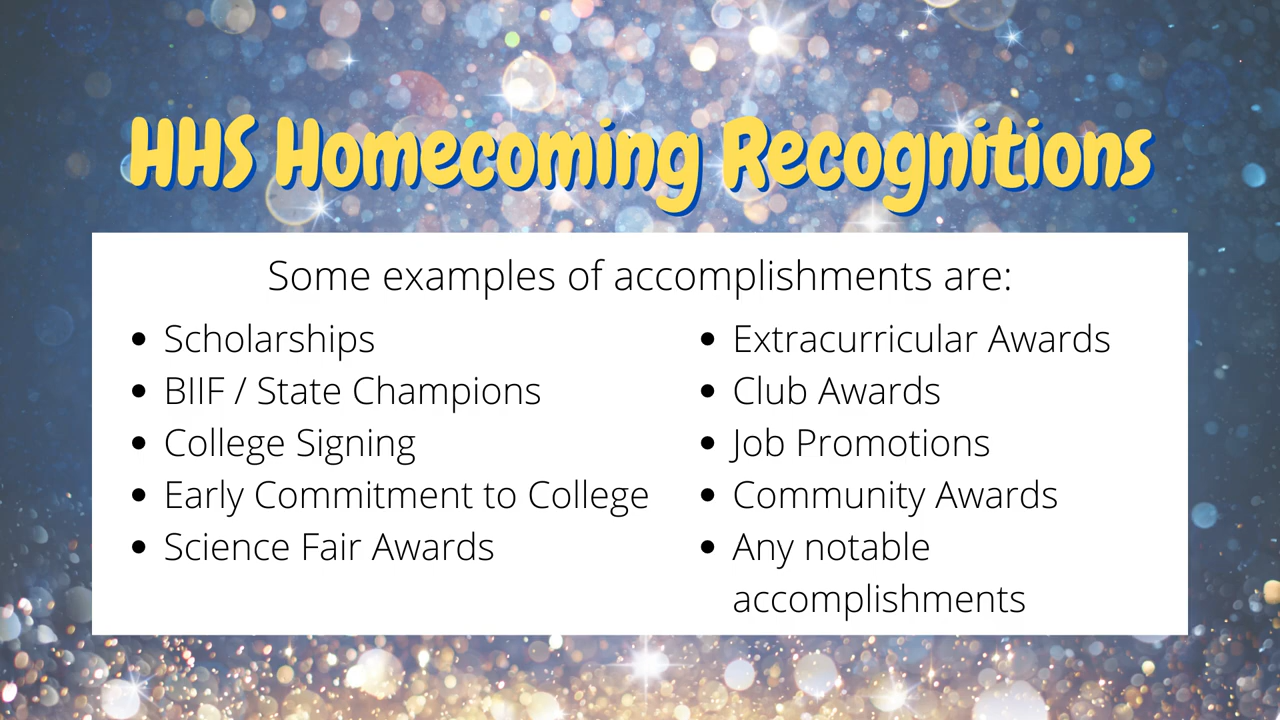 HHS Homecoming Recognitions
Some examples of accomplishments are:
• Scholarships
• BIIF / State Champions
• College Signing
• Early Commitment to College
• Science Fair Awards
• Extracurricular Awards
• Club Awards
• Job Promotions
• Community Awards
• Any notable
accomplishments